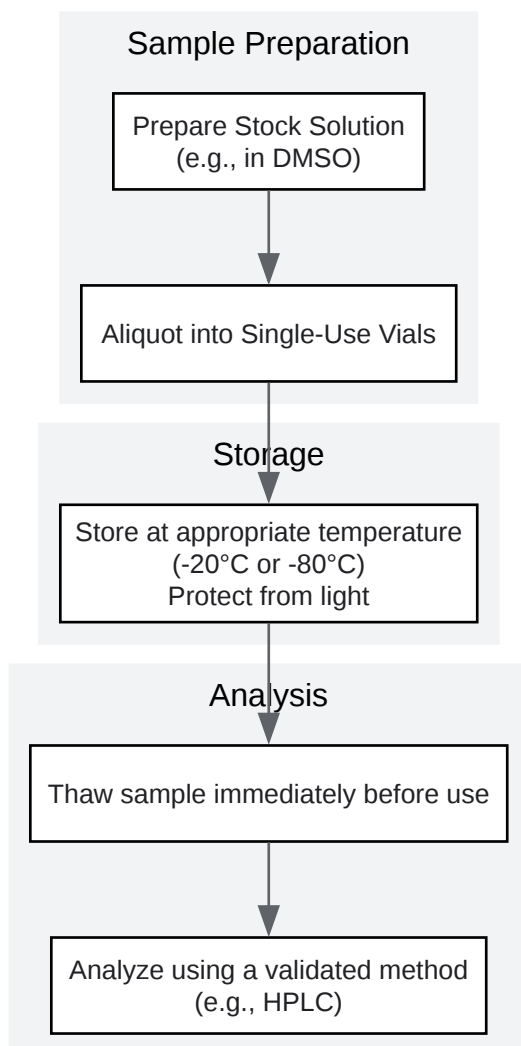 Sample Preparation
Prepare Stock Solution
(e.g., in DMSO)
Aliquot into Single-Use Vials
Storage
Store at appropriate temperature
(-20°C or -80°C)
Protect from light
Analysis
Thaw sample immediately before use
Analyze using a validated method
(e.g., HPLC)